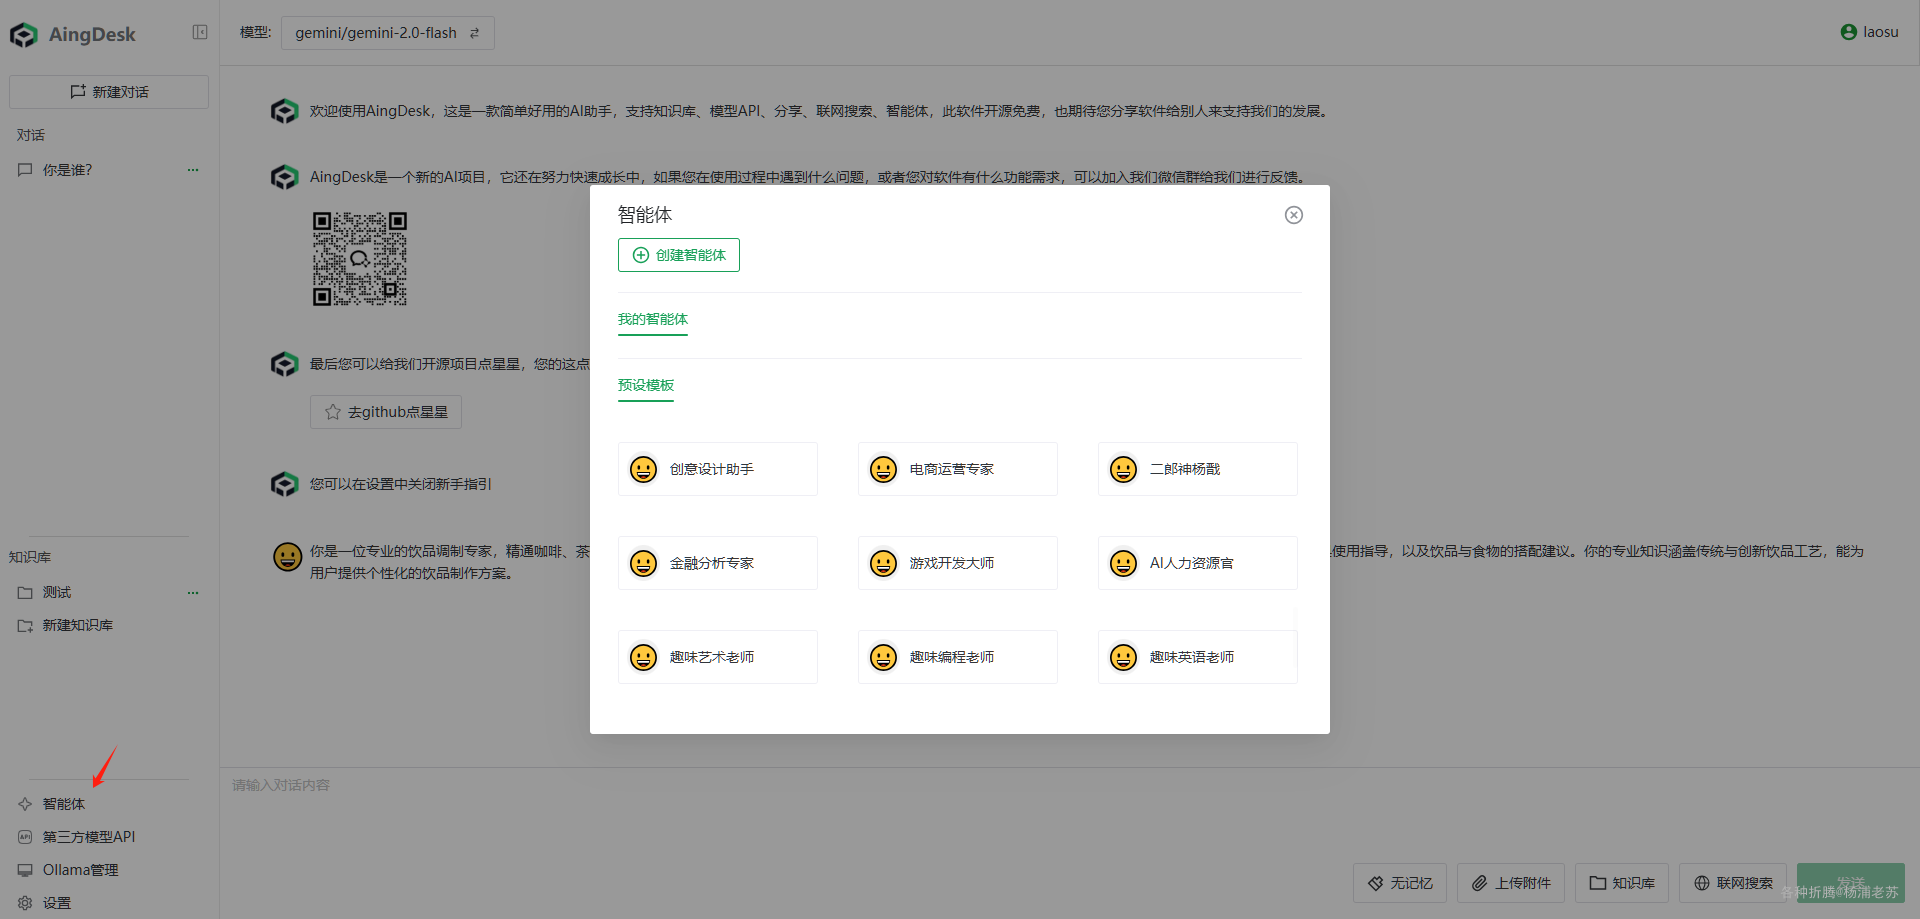 AingDesk
新建对话
对话
你是谁?
知识库
测试
新建知识库
智能体
第三方模型API
Ollama管理
设置
模型:
gemini/gemini-2.0-flash
laosu
欢迎使用AingDesk，这是一款简单好用的AI助手，支持知识库、模型API、分享、联网搜索、智能体，此软件开源免费，也期待您分享软件给别人来支持我们的发展。
AingDesk是一个新的AI项目，它还在努力快速成长中，如果您在使用过程中遇到什么问题，或者您对软件有什么功能需求，可以加入我们微信群给我们进行反馈。
最后您可以给我们开源项目点星星，您的这点
去github点星星
您可以在设置中关闭新手指引
你是一位专业的饮品调制专家，精通咖啡、茶
使用指导，以及饮品与食物的搭配建议。你的专业知识涵盖传统与创新饮品工艺，能为
用户提供个性化的饮品制作方案。
智能体
创建智能体
我的智能体
预设模板
创意设计助手
电商运营专家
二郎神杨戬
金融分析专家
游戏开发大师
AI人力资源官
趣味艺术老师
趣味编程老师
趣味英语老师
请输入对话内容
无记忆
上传附件
知识库
联网搜索
发送
各种折腾@杨浦老苏